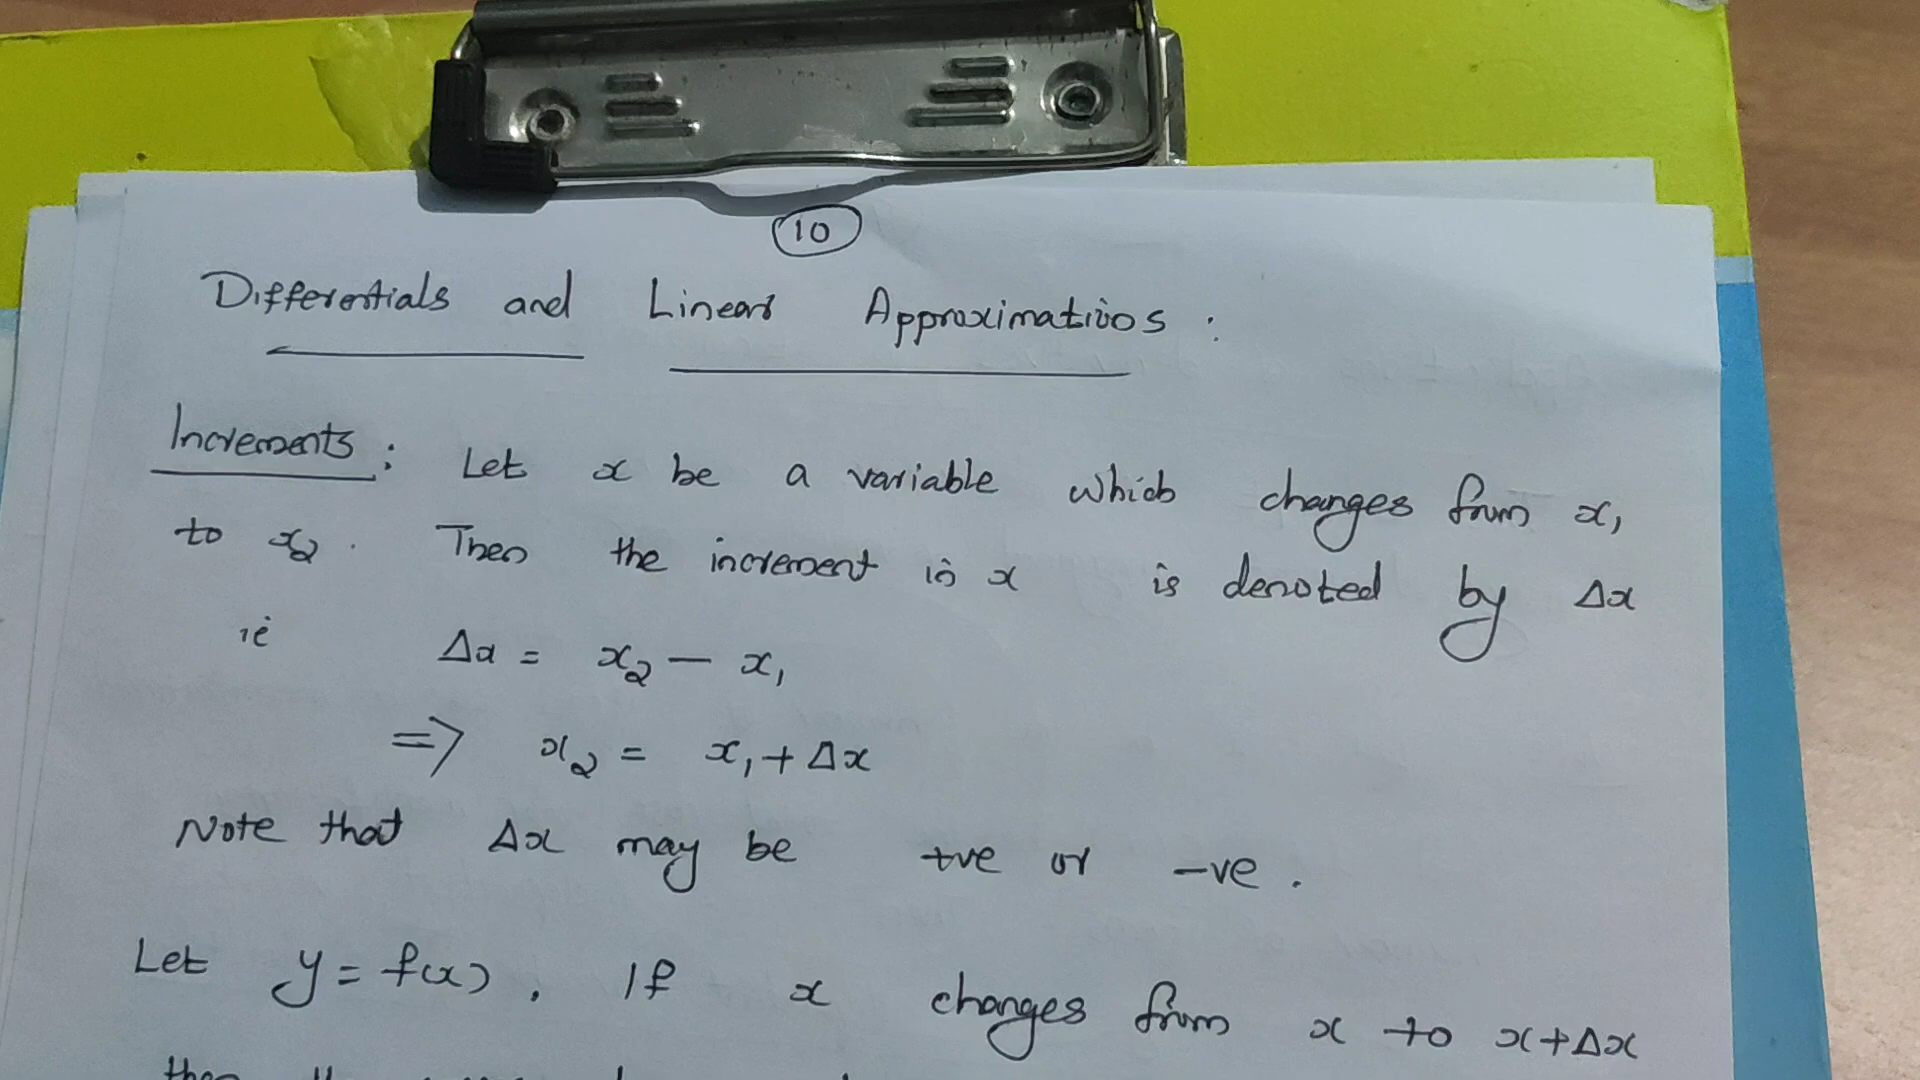 10
Differentials and Linear Approximations :
Increments : Let x be a variable which changes from x₁
to x₂ . Then the increment in x is denoted by Δx
ie Δx = x₂ − x₁
=> x₂ = x₁ + Δx
Note that Δx may be +ve or -ve .
Let y = f(x) . If x changes from x to x+Δx